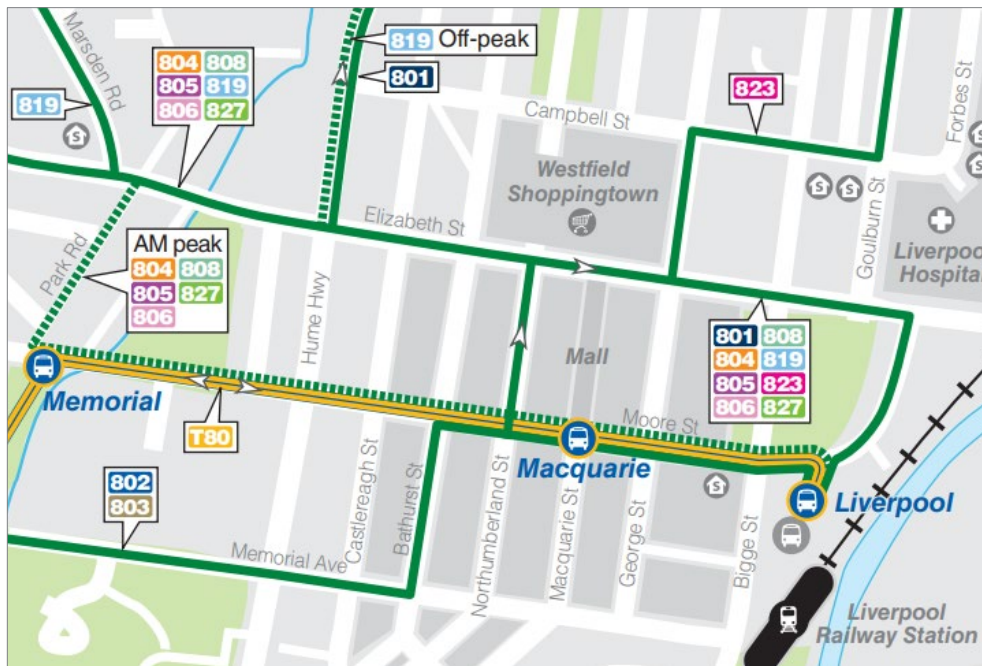 Marsden Rd
819
804 808
805 819
806 827
819 Off-peak
801
Campbell St
823
Forbes St
Westfield
Shoppingtown
Elizabeth St
Goulburn St
Liverpool
Hospital
Park Rd
AM peak
804 808
805 827
806
Hume Hwy
Mall
801 808
804 819
805 823
806 827
Memorial
T80
Moore St
Macquarie
Liverpool
802
803
Memorial Ave
Castlereagh St
Bathurst St
Northumberland St
Macquarie St
George St
Bigge St
Liverpool
Railway Station